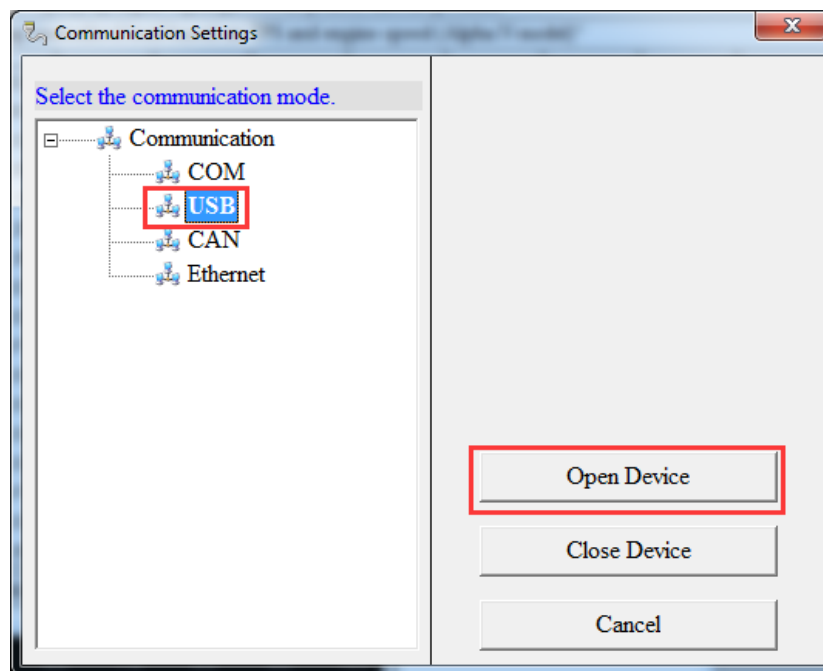 Communication Settings
Select the communication mode.
Communication
COM
USB
CAN
Ethernet
Open Device
Close Device
Cancel